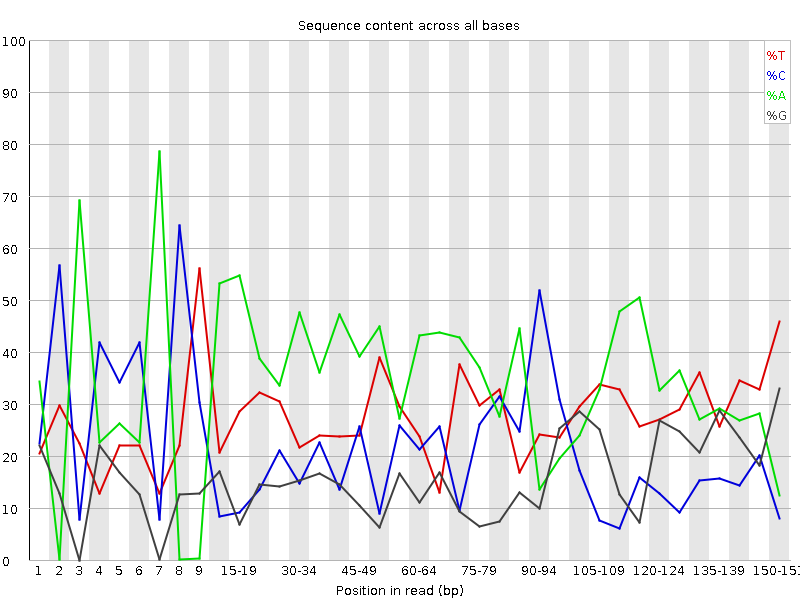 Sequence content across all bases
100
90
80
70
60
50
40
30
20
10
0
%T
%C
%A
%G
1 2 3 4 5 6 7 8 9 15-19 30-34 45-49 60-64 75-79 90-94 105-109 120-124 135-139 150-151
Position in read (bp)